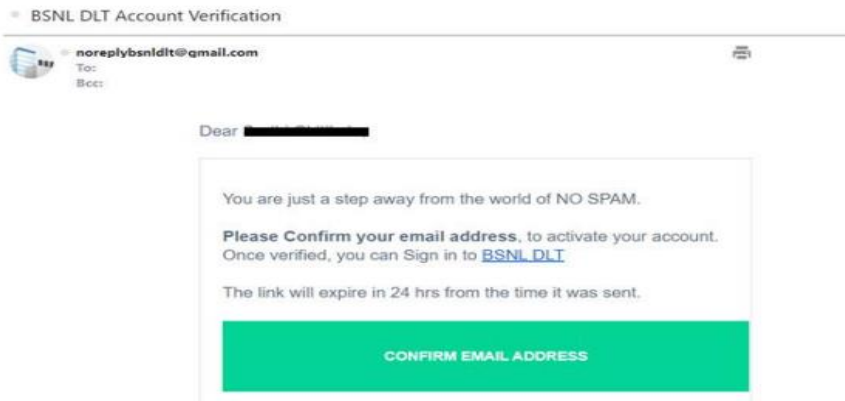 BSNL DLT Account Verification
noreplybsnldlt@gmail.com
To:
Bcc:
Dear
You are just a step away from the world of NO SPAM.
Please Confirm your email address, to activate your account.
Once verified, you can Sign in to BSNL DLT
The link will expire in 24 hrs from the time it was sent.
CONFIRM EMAIL ADDRESS